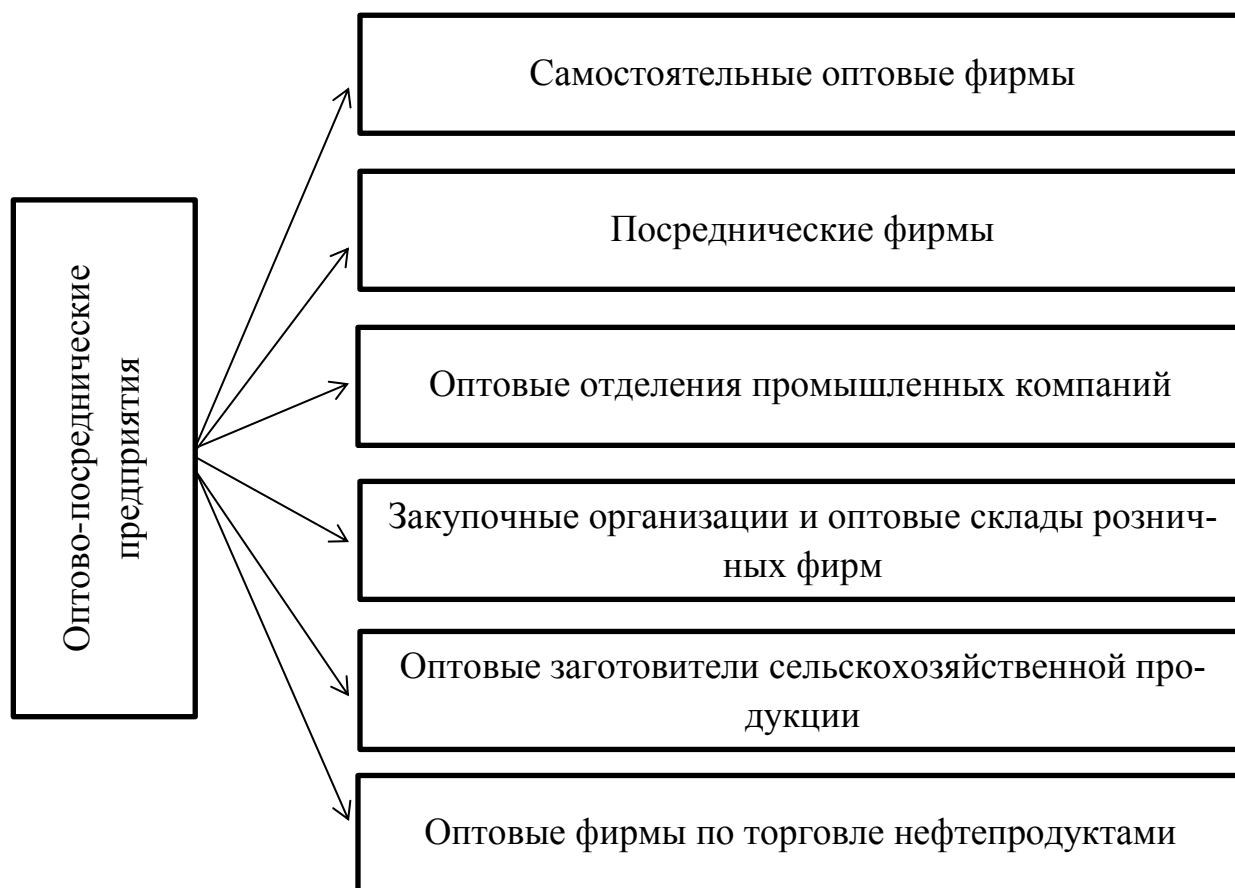 Оптово-посреднические
предприятия
Самостоятельные оптовые фирмы
Посреднические фирмы
Оптовые отделения промышленных компаний
Закупочные организации и оптовые склады рознич-
ных фирм
Оптовые заготовители сельскохозяйственной про-
дукции
Оптовые фирмы по торговле нефтепродуктами